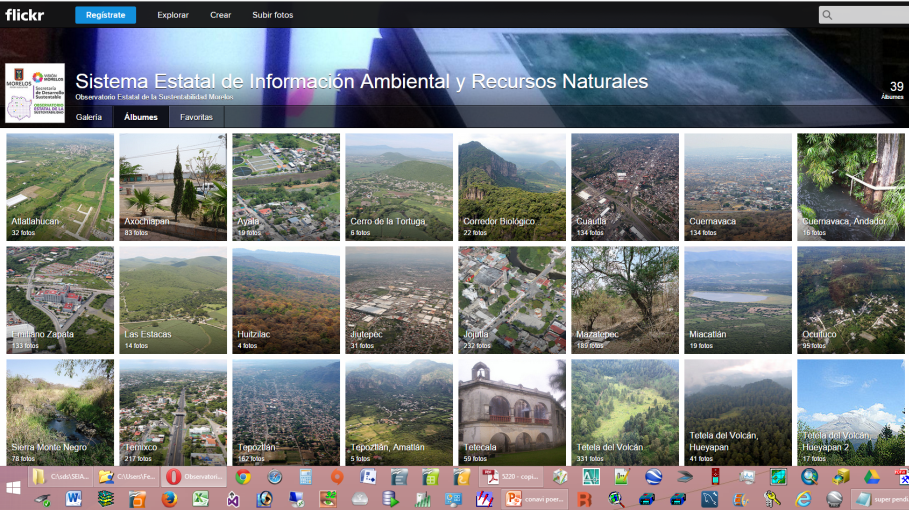 flickr
Regístrate
Explorar
Crear
Subir fotos
MORELOS
VISIÓN MORELOS
Secretaría de Desarrollo Sustentable
OBSERVATORIO ESTATAL DE LA SUSTENTABILIDAD
Sistema Estatal de Información Ambiental y Recursos Naturales
Observatorio Estatal de la Sustentabilidad Morelos
39
Álbumes
Galería
Álbumes
Favoritas
Atlatlahucan
32 fotos
Axochiapan
83 fotos
Ayala
19 fotos
Cerro de la Tortuga
6 fotos
Corredor Biológico
22 fotos
Cuautla
134 fotos
Cuernavaca
134 fotos
Cuernavaca, Andador
16 fotos
Emiliano Zapata
133 fotos
Las Estacas
14 fotos
Huitzilac
4 fotos
Jiutepec
31 fotos
Jojutla
232 fotos
Mazatepec
189 fotos
Miacatlán
19 fotos
Ocuituco
95 fotos
Sierra Monte Negro
78 fotos
Temixco
217 fotos
Tepoztlán
162 fotos
Tepoztlán, Amatlán
5 fotos
Tetecala
59 fotos
Tetela del Volcán
331 fotos
Tetela del Volcán, Hueyapan
41 fotos
Tetela del Volcán, Hueyapan 2
17 fotos
C:\sds\SEIA...
C:\Users\Fe...
Observatori...
5220 - copi...
conavi poer...
super pendi